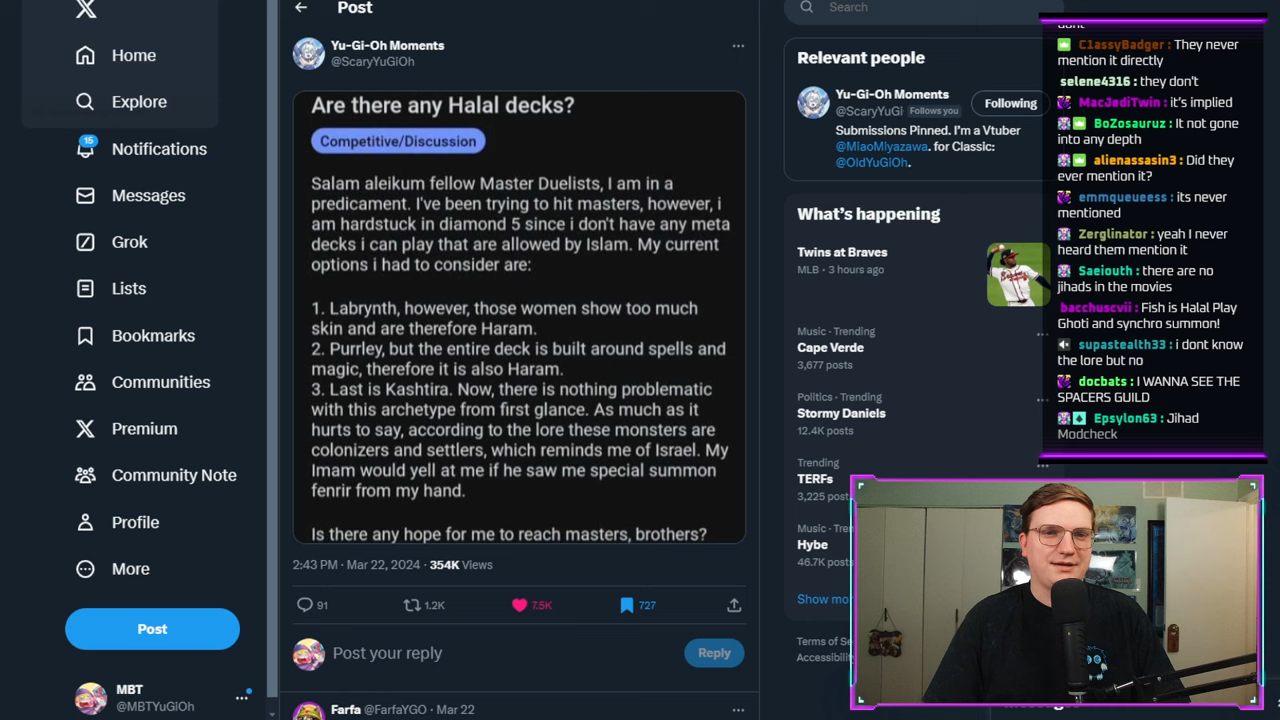 Home
Explore
15
Notifications
Messages
Grok
Lists
Bookmarks
Communities
Premium
Community Note
Profile
More
Post
MBT
@MBTYuGiOh
Post
Yu-Gi-Oh Moments
@ScaryYuGiOh
Are there any Halal decks?
Competitive/Discussion
Salam aleikum fellow Master Duelists, I am in a
predicament. I've been trying to hit masters, however, i
am hardstuck in diamond 5 since i don't have any meta
decks i can play that are allowed by Islam. My current
options i had to consider are:
1. Labrynth, however, those women show too much
skin and are therefore Haram.
2. Purrley, but the entire deck is built around spells and
magic, therefore it is also Haram.
3. Last is Kashtira. Now, there is nothing problematic
with this archetype from first glance. As much as it
hurts to say, according to the lore these monsters are
colonizers and settlers, which reminds me of Israel. My
Imam would yell at me if he saw me special summon
fenrir from my hand.
Is there any hope for me to reach masters, brothers?
2:43 PM · Mar 22, 2024 · 354K Views
91
1.2K
7.5K
727
Post your reply
Reply
Farfa @FarfaYGO · Mar 22
Search
Relevant people
Yu-Gi-Oh Moments
@ScaryYuGi Follows you
Following
Submissions Pinned. I'm a Vtuber
@MiaoMiyazawa. for Classic:
@OldYuGiOh.
What's happening
Twins at Braves
MLB · 3 hours ago
Music · Trending
Cape Verde
3,677 posts
Politics · Trending
Stormy Daniels
12.4K posts
Trending
TERFs
3,225 posts
Music · Trending
Hybe
46.7K posts
Show mo
Terms of Se
Accessibility
C1assyBadger : They never
mention it directly
selene4316 : they don't
MacJediTwin : it's implied
BoZosauruz : It not gone
into any depth
alienassasin3 : Did they
ever mention it?
emmqueueess : its never
mentioned
Zerglinator : yeah I never
heard them mention it
Saeiouth : there are no
jihads in the movies
bacchuscvii : Fish is Halal Play
Ghoti and synchro summon!
supastealth33 : i dont know
the lore but no
docbats : I WANNA SEE THE
SPACERS GUILD
Epsylon63 : Jihad
Modcheck